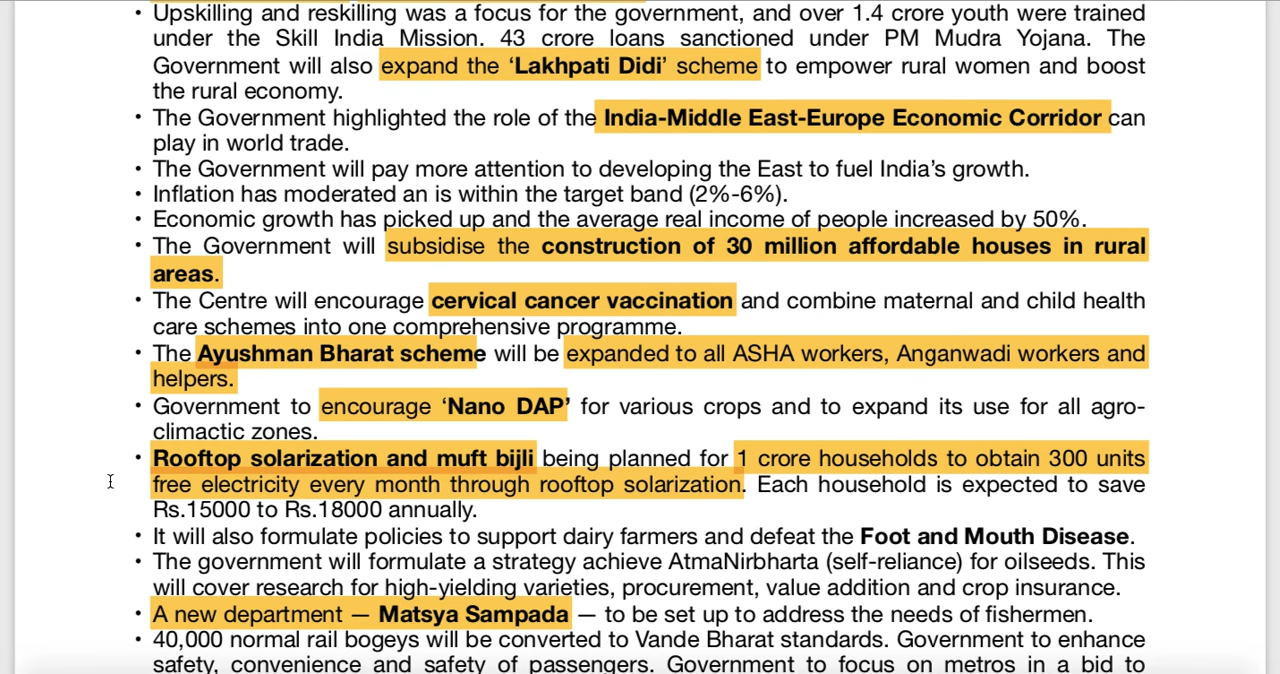 • Upskilling and reskilling was a focus for the government, and over 1.4 crore youth were trained
under the Skill India Mission. 43 crore loans sanctioned under PM Mudra Yojana. The
Government will also expand the ‘Lakhpati Didi’ scheme to empower rural women and boost
the rural economy.
• The Government highlighted the role of the India-Middle East-Europe Economic Corridor can
play in world trade.
• The Government will pay more attention to developing the East to fuel India’s growth.
• Inflation has moderated an is within the target band (2%-6%).
• Economic growth has picked up and the average real income of people increased by 50%.
• The Government will subsidise the construction of 30 million affordable houses in rural
areas.
• The Centre will encourage cervical cancer vaccination and combine maternal and child health
care schemes into one comprehensive programme.
• The Ayushman Bharat scheme will be expanded to all ASHA workers, Anganwadi workers and
helpers.
• Government to encourage ‘Nano DAP’ for various crops and to expand its use for all agro-
climactic zones.
• Rooftop solarization and muft bijli being planned for 1 crore households to obtain 300 units
free electricity every month through rooftop solarization. Each household is expected to save
Rs.15000 to Rs.18000 annually.
• It will also formulate policies to support dairy farmers and defeat the Foot and Mouth Disease.
• The government will formulate a strategy achieve AtmaNirbharta (self-reliance) for oilseeds. This
will cover research for high-yielding varieties, procurement, value addition and crop insurance.
• A new department — Matsya Sampada — to be set up to address the needs of fishermen.
• 40,000 normal rail bogeys will be converted to Vande Bharat standards. Government to enhance
safety, convenience and safety of passengers. Government to focus on metros in a bid to